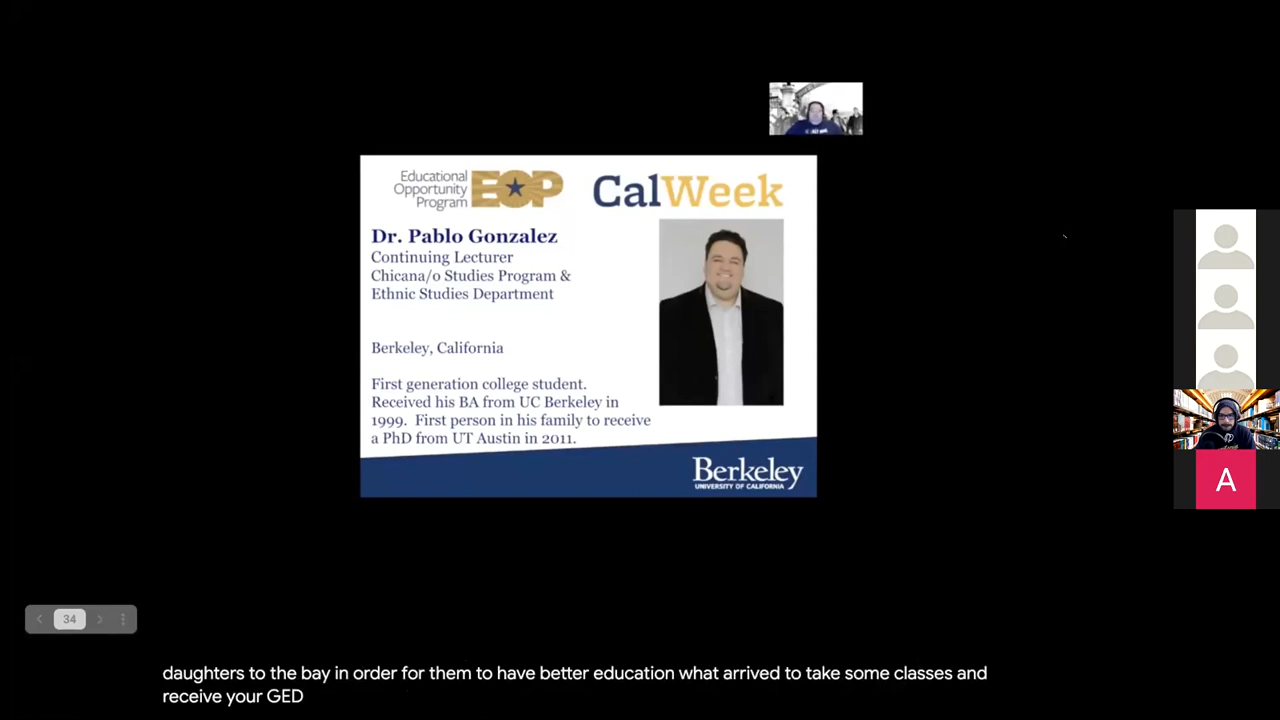 Educational
Opportunity
Program
EOP
CalWeek
Dr. Pablo Gonzalez
Continuing Lecturer
Chicana/o Studies Program &
Ethnic Studies Department
Berkeley, California
First generation college student.
Received his BA from UC Berkeley in
1999.  First person in his family to receive
a PhD from UT Austin in 2011.
Berkeley
UNIVERSITY OF CALIFORNIA
A
34
daughters to the bay in order for them to have better education what arrived to take some classes and
receive your GED